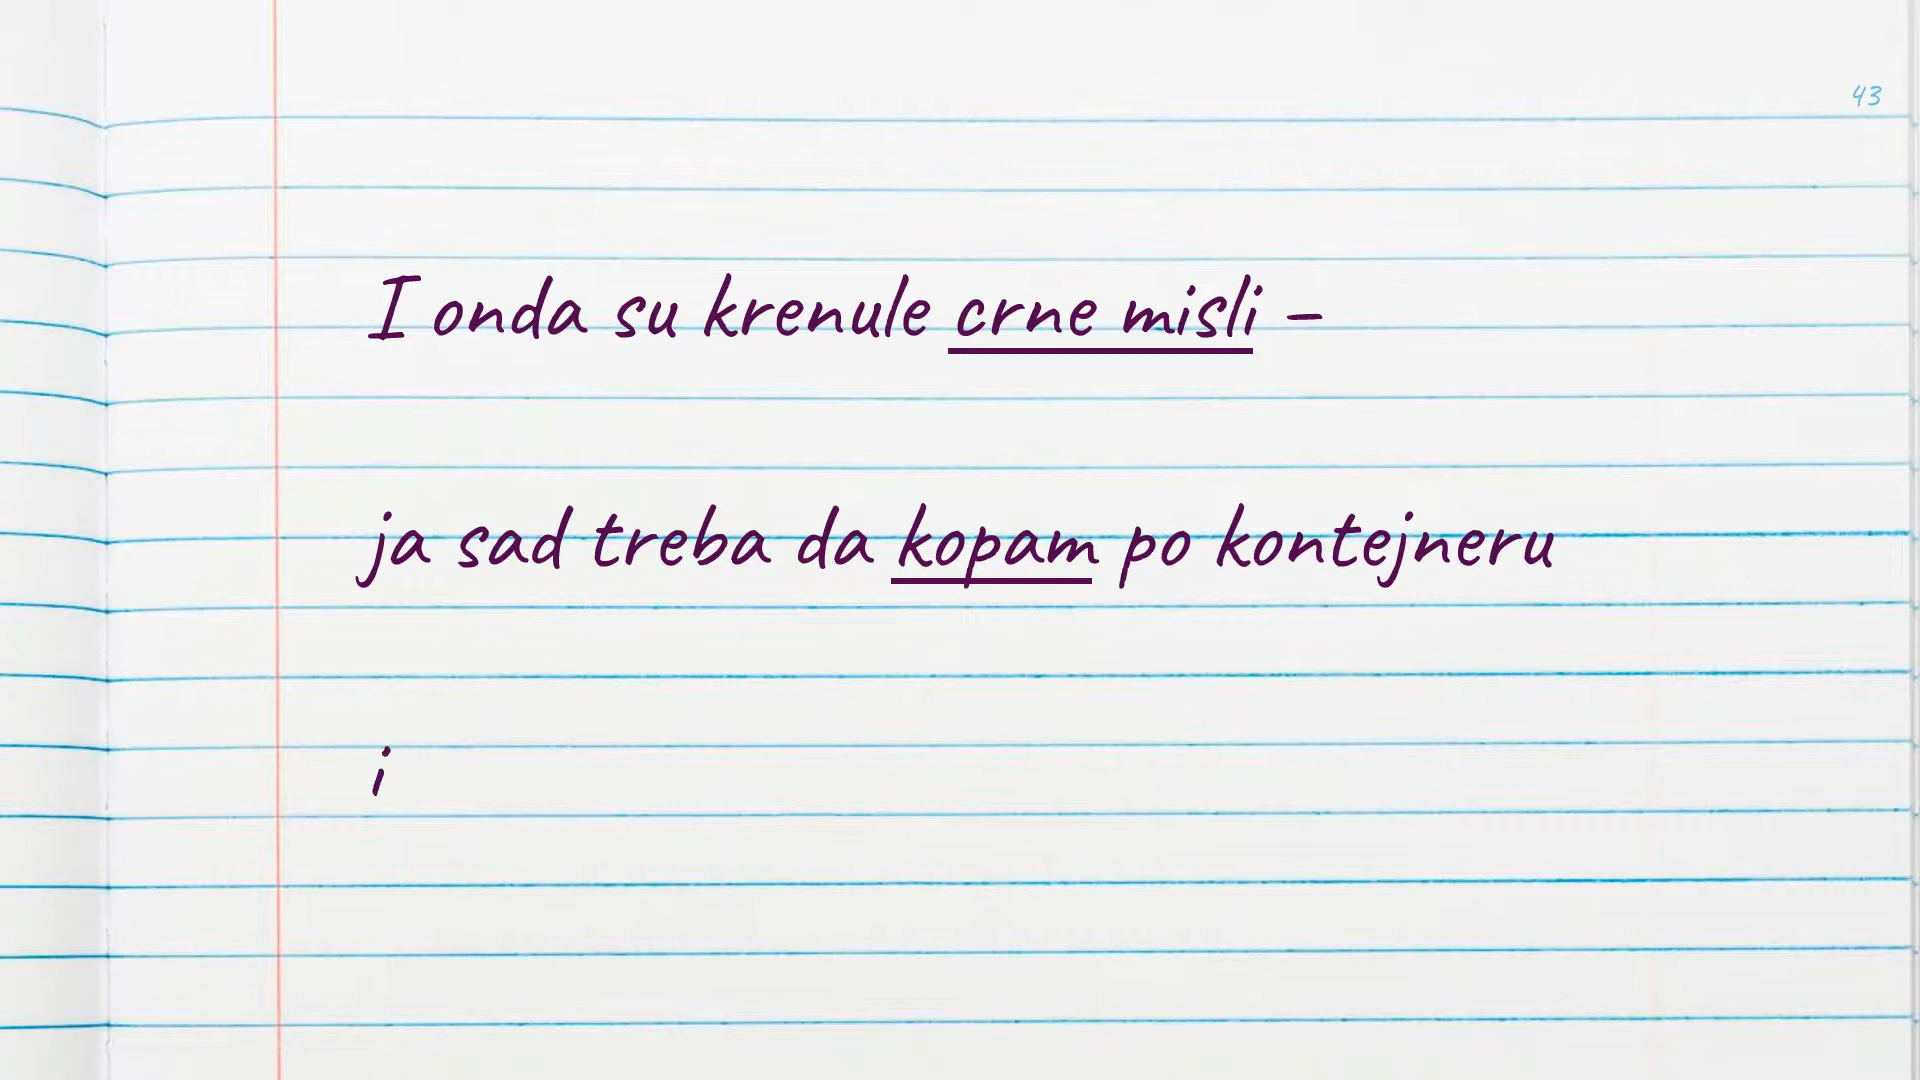 43
I onda su krenule crne misli –
ja sad treba da kopam po kontejneru
i